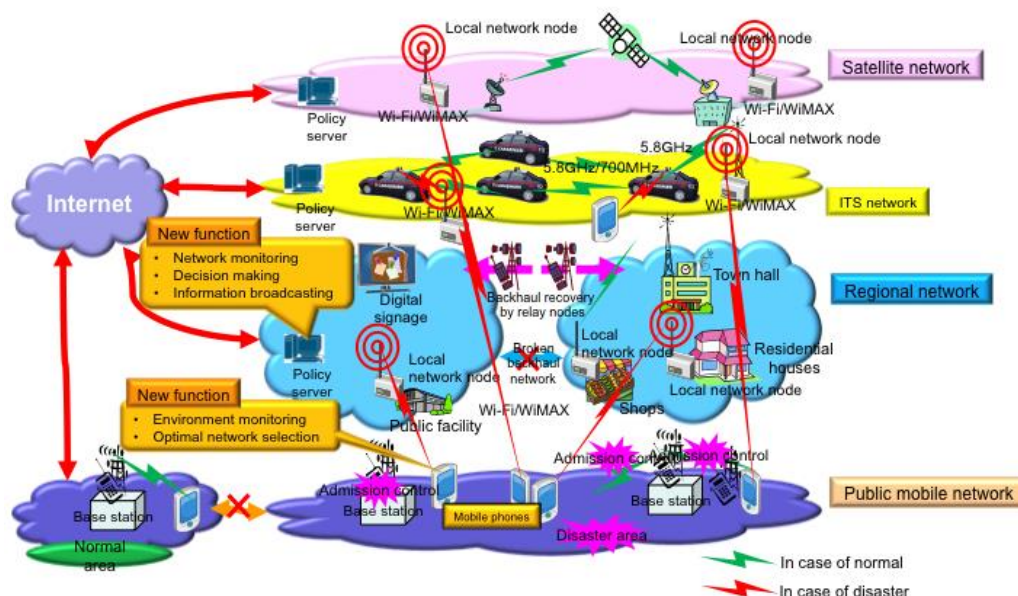 Local network node
Local network node
Satellite network
Policy
server
Wi-Fi/WiMAX
Wi-Fi/WiMAX
5.8GHz
Local network node
5.8GHz/700MHz
Internet
Policy
server
Wi-Fi/WiMAX
Wi-Fi/WiMAX
ITS network
New function
• Network monitoring
• Decision making
• Information broadcasting
Digital
signage
Backhaul recovery
by relay nodes
Town hall
Regional network
Policy
server
Local
network node
Broken
backhaul
network
Local
network node
Residential
houses
Local network node
New function
• Environment monitoring
• Optimal network selection
Public facility
Wi-Fi/WiMAX
Shops
Admission control
Admission control
Base station
Admission control
Base station
Mobile phones
Base station
Public mobile network
Disaster area
Normal
area
In case of normal
In case of disaster